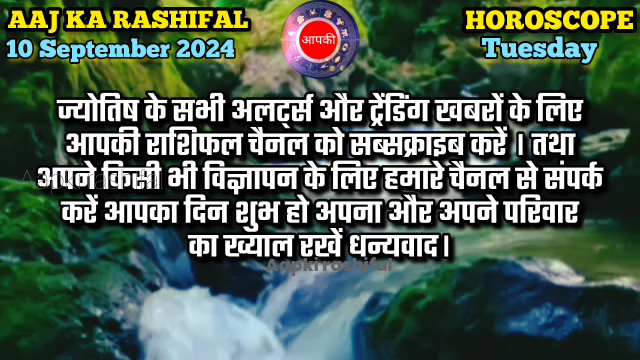 AAJ KA RASHIFAL
HOROSCOPE
10 September 2024
Tuesday
आपकी
ज्योतिष के सभी अलर्ट्स और ट्रेंडिंग खबरों के लिए
आपकी राशिफल चैनल को सब्सक्राइब करें । तथा
अपने किसी भी विज्ञापन के लिए हमारे चैनल से संपर्क
करें आपका दिन शुभ हो अपना और अपने परिवार
का ख्याल रखें धन्यवाद।
AapkiRashifal